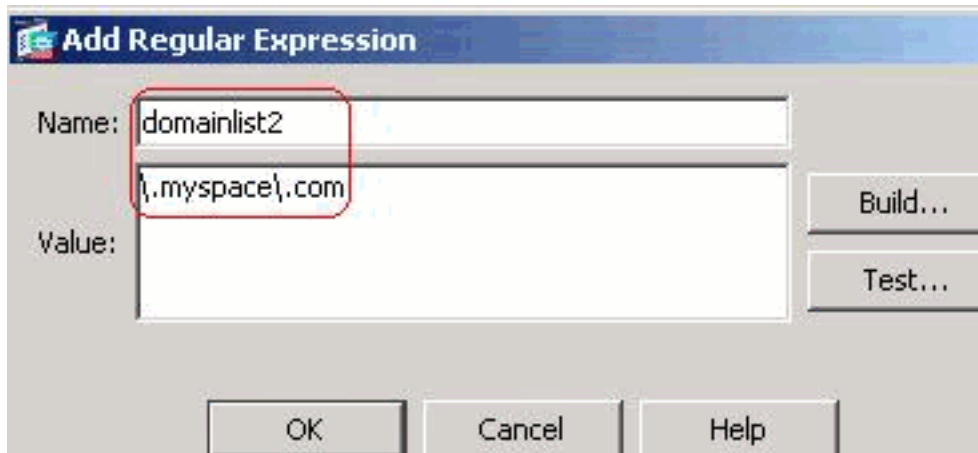 Add Regular Expression
Name: domainlist2
\.myspace\.com
Value:
Build...
Test...
OK Cancel Help